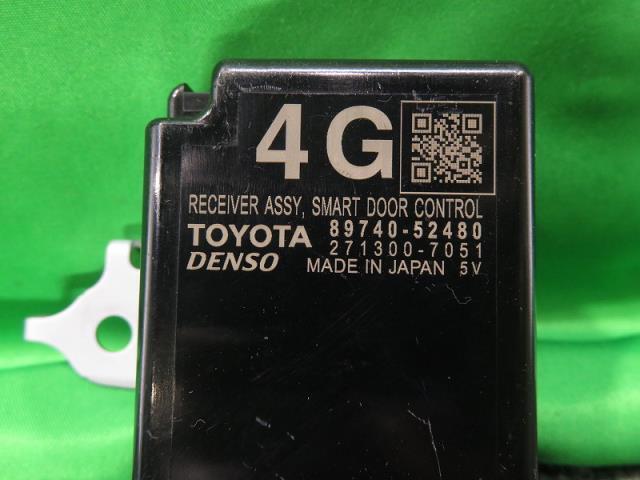 4G
RECEIVER ASSY, SMART DOOR CONTROL
TOYOTA 89740-52480
271300-7051
DENSO MADE IN JAPAN 5V